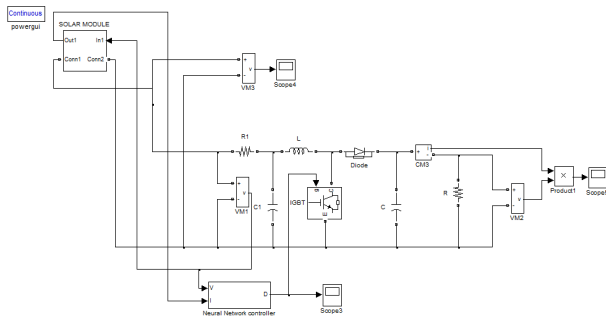 Continuous
powergui
SOLAR MODULE
Out1
In1
Conn1
Conn2
+
-
v
VM3
Scope4
R1
L
Diode
+
-
i
CM3
+
-
v
VM1
C1
IGBT
g
C
E
C
R
+
-
v
VM2
×
Product1
Scope5
V
I
D
Neural Network controller
Scope3